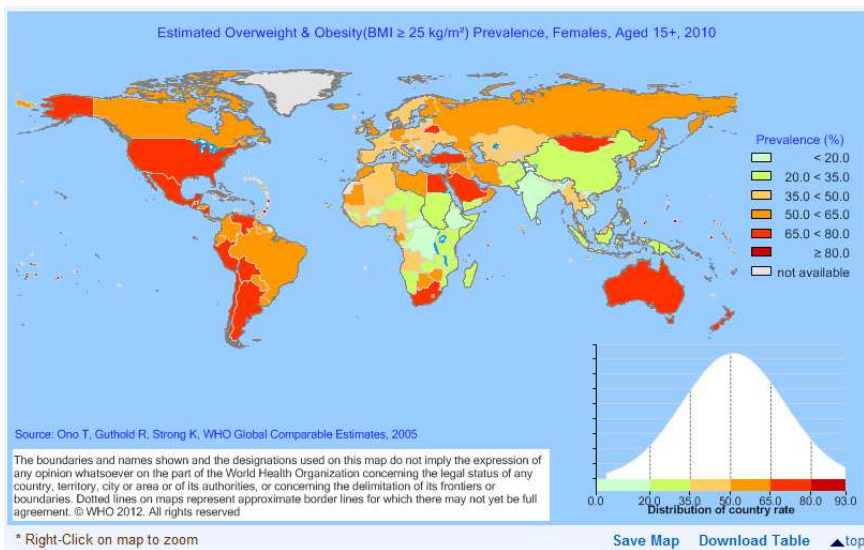 Estimated Overweight & Obesity(BMI ≥ 25 kg/m²) Prevalence, Females, Aged 15+, 2010
Prevalence (%)
< 20.0
20.0 < 35.0
35.0 < 50.0
50.0 < 65.0
65.0 < 80.0
≥ 80.0
not available
Source: Ono T, Guthold R, Strong K, WHO Global Comparable Estimates, 2005
The boundaries and names shown and the designations used on this map do not imply the expression of
any opinion whatsoever on the part of the World Health Organization concerning the legal status of any
country, territory, city or area or of its authorities, or concerning the delimitation of its frontiers or
boundaries. Dotted lines on maps represent approximate border lines for which there may not yet be full
agreement. © WHO 2012. All rights reserved
0.0 20.0 35.0 50.0 65.0 80.0 93.0
Distribution of country rate
* Right-Click on map to zoom
Save Map Download Table top